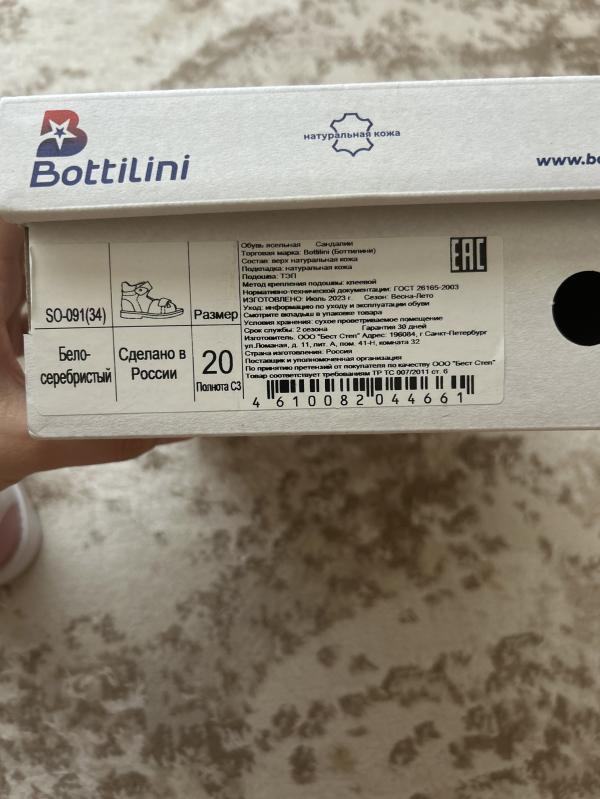 Bottilini
натуральная кожа
www.bo
SO-091(34)
Размер
Бело-
серебристый
Сделано в
России
20
Полнота С3
Обувь ясельная Сандалии
Торговая марка: Bottilini (Боттилини)
Состав: верх натуральная кожа
Подкладка: натуральная кожа
Подошва: ТЭП
Метод крепления подошвы: клеевой
Нормативно-технической документации: ГОСТ 26165-2003
ИЗГОТОВЛЕНО: Июль 2023 г. Сезон: Весна-Лето
Уход: информацию по уходу и эксплуатации обуви
Смотрите вкладыш в упаковке товара
Условия хранения: сухое проветриваемое помещение
Срок службы: 2 сезона Гарантия 30 дней
Изготовитель: ООО "Бест Степ" Адрес: 196084, г Санкт-Петербург
ул.Ломаная, д. 11, лит. А, пом. 41-Н, комната 32
Страна изготовления: Россия
Поставщик и уполномоченная организация
По принятию претензий от покупателя по качеству ООО "Бест Степ"
Товар соответствует требованиям ТР ТС 007/2011 ст. 6
EAC
4 610082 044661